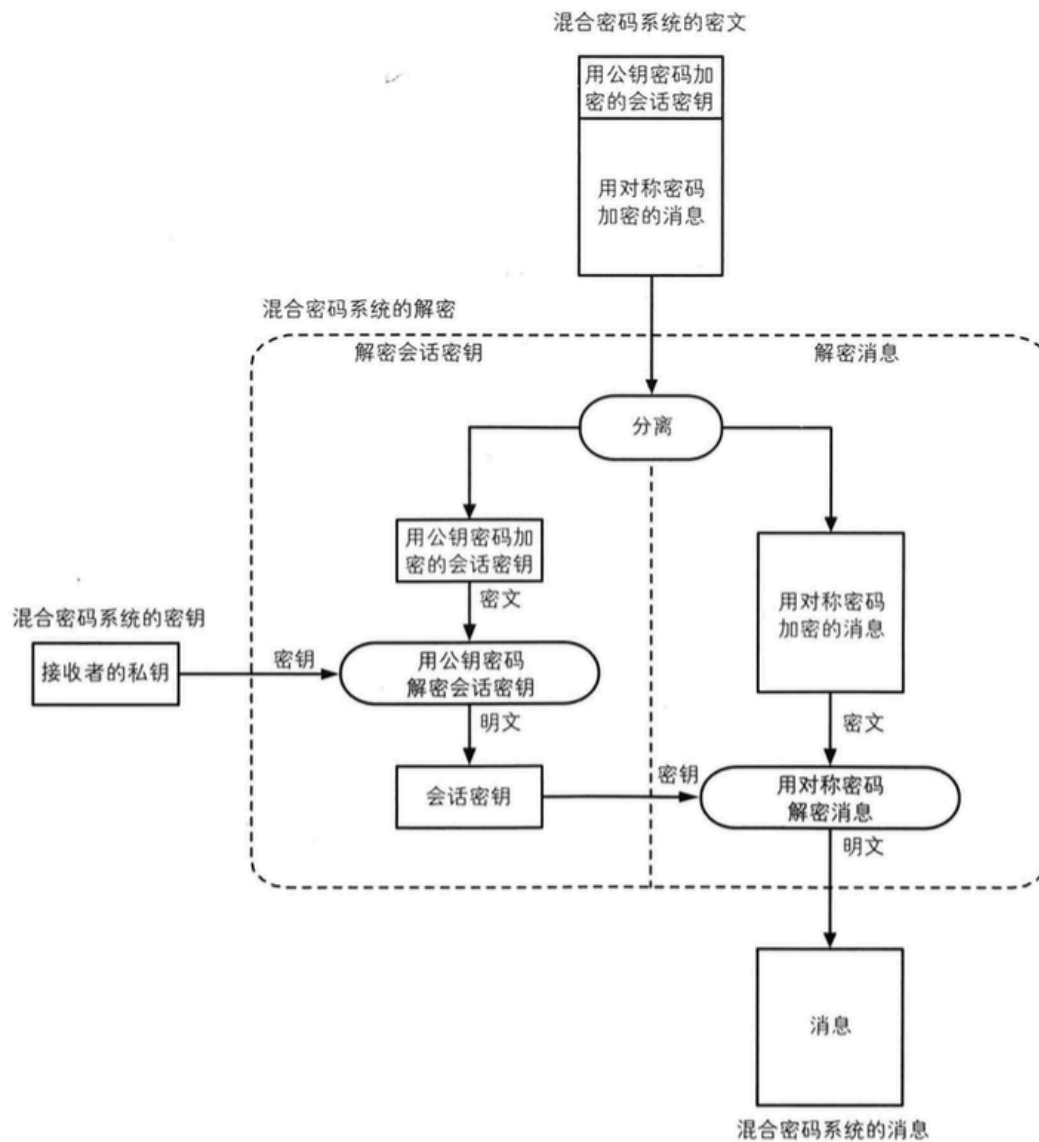 混合密码系统的密文
用公钥密码加
密的会话密钥
用对称密码
加密的消息
混合密码系统的解密
解密会话密钥
解密消息
分离
用公钥密码加
密的会话密钥
密文
用对称密码
加密的消息
混合密码系统的密钥
接收者的私钥
密钥
用公钥密码
解密会话密钥
明文
密文
会话密钥
密钥
用对称密码
解密消息
明文
消息
混合密码系统的消息